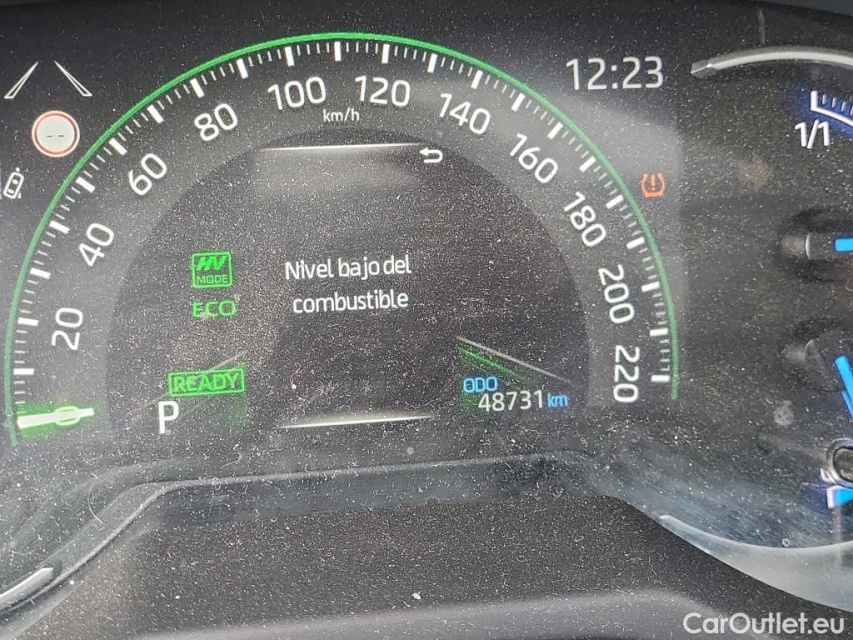 12:23
20
40
60
80
100
120
140
160
180
200
220
km/h
1/1
--
HV
MODE
ECO
Nivel bajo del
combustible
READY
P
ODO
48731 km
CarOutlet.eu